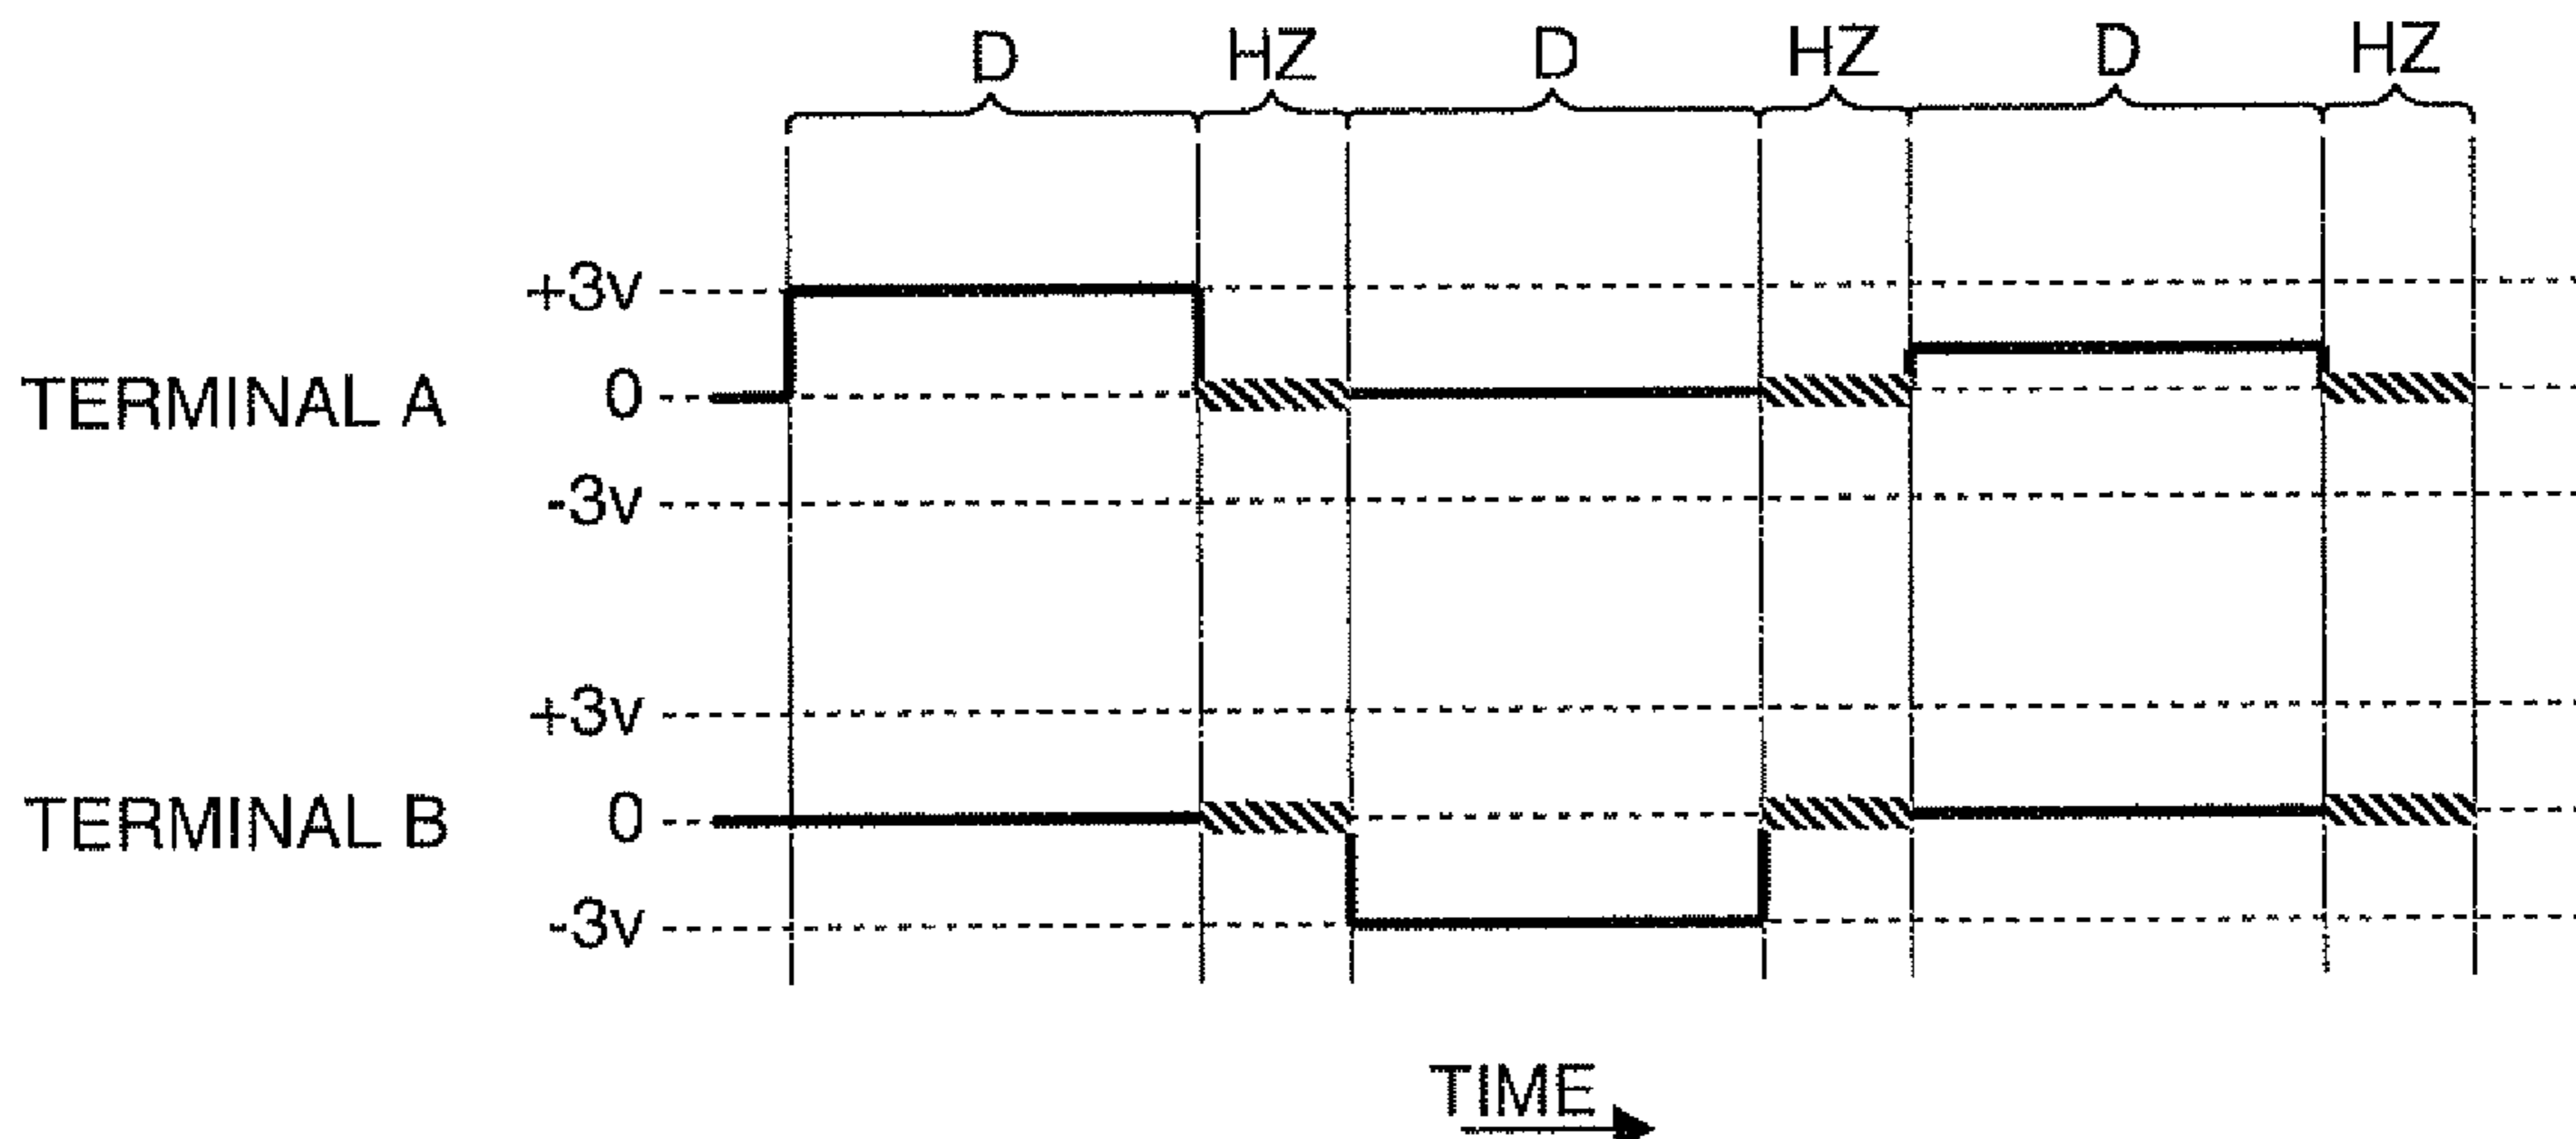 D HZ D HZ D HZ
+3v
TERMINAL A 0
-3v
+3v
TERMINAL B 0
-3v
TIME